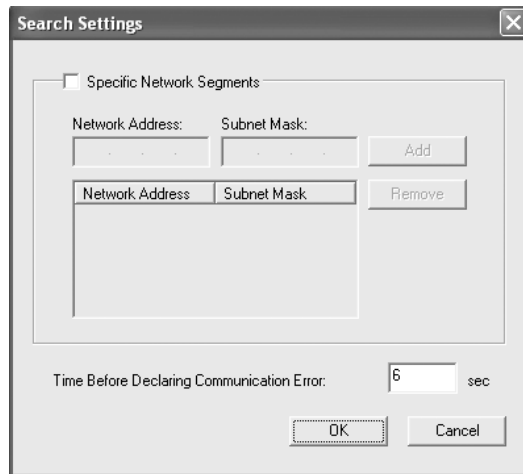 Search Settings
Specific Network Segments
Network Address: Subnet Mask:
Add
Network Address Subnet Mask
Remove
Time Before Declaring Communication Error: 6 sec
OK Cancel